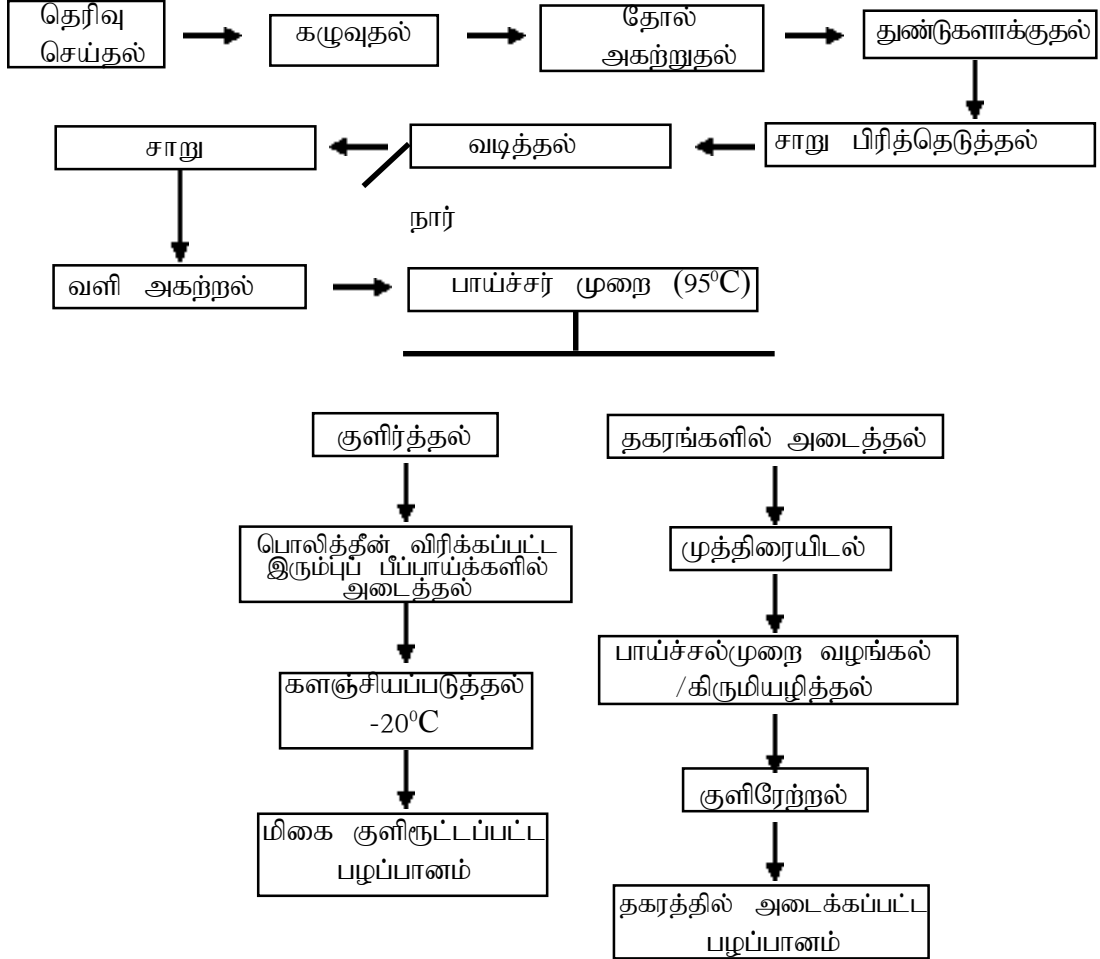 தெரிவு
செய்தல்
கழுவுதல்
தோல்
அகற்றுதல்
துண்டுகளாக்குதல்
சாறு பிரித்தெடுத்தல்
வடித்தல்
சாறு
நார்
வளி அகற்றல்
பாய்ச்சர் முறை (95⁰C)
குளிர்த்தல்
பொலித்தீன் விரிக்கப்பட்ட
இரும்புப் பீப்பாய்க்களில்
அடைத்தல்
களஞ்சியப்படுத்தல்
-20⁰C
மிகை குளிரூட்டப்பட்ட
பழப்பானம்
தகரங்களில் அடைத்தல்
முத்திரையிடல்
பாய்ச்சல்முறை வழங்கல்
/கிருமியழித்தல்
குளிரேற்றல்
தகரத்தில் அடைக்கப்பட்ட
பழப்பானம்